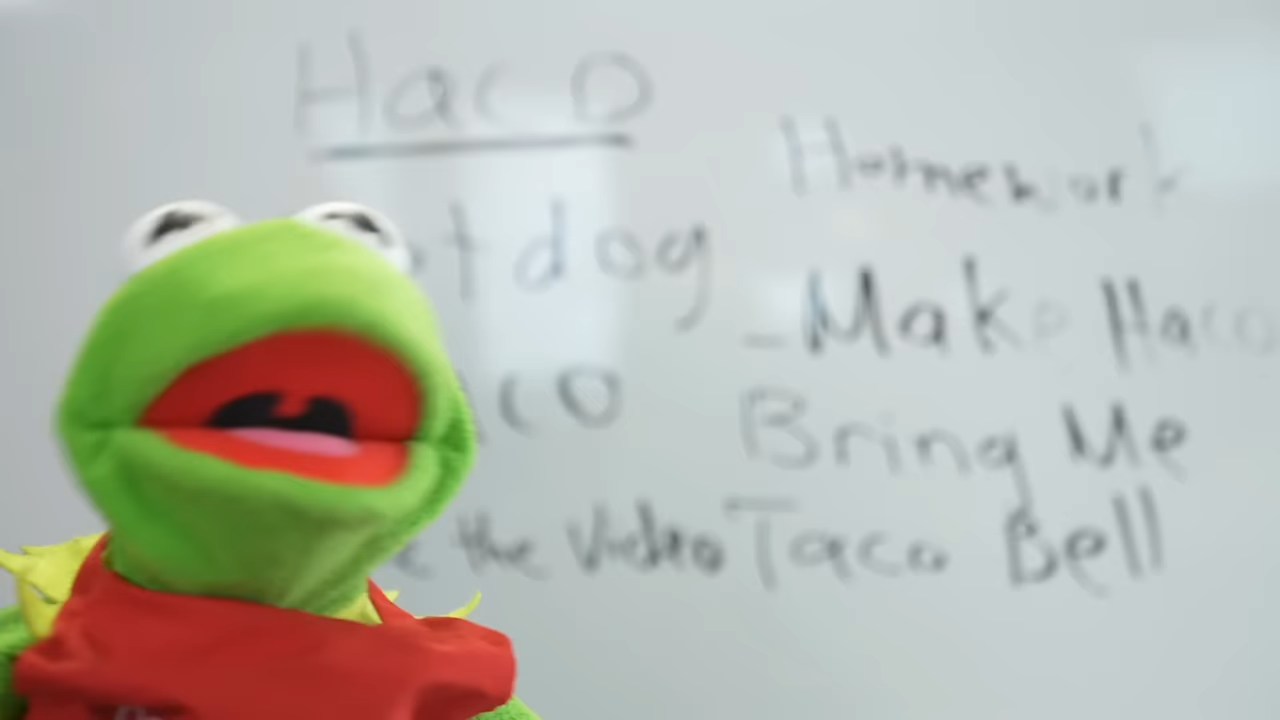 Haco
otdog
aco
the Video
Homework
-Make Haco
Bring Me
Taco Bell